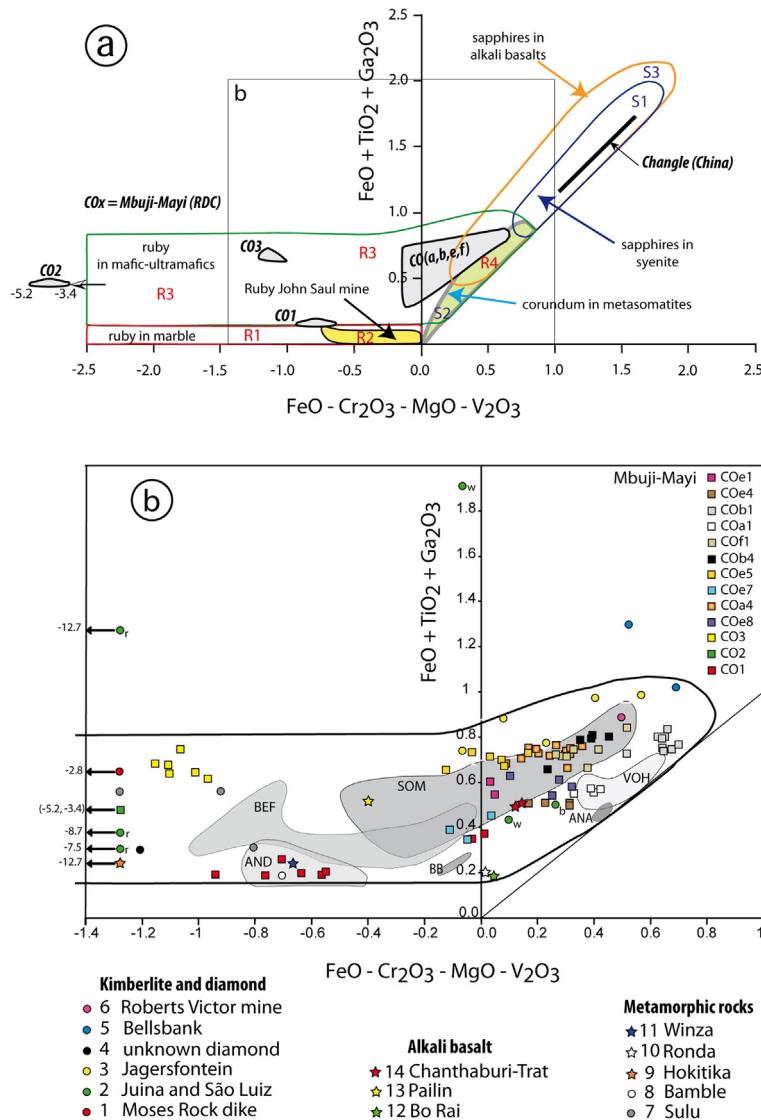 a
2.5
2.0
1.5
1.0
0.5
FeO + TiO2 + Ga2O3
b
sapphires in
alkali basalts
S3
S1
Changle (China)
COx = Mbuji-Mayi (RDC)
ruby
in mafic-ultramafics
R3
CO3
R3
CO(a,b,e,f)
R4
sapphires in
syenite
CO2
-5.2 -3.4
Ruby John Saul mine
corundum in metasomatites
CO1
S2
ruby in marble
R1
R2
-2.5 -2.0 -1.5 -1.0 -0.5 0.0 0.5 1.0 1.5 2.0 2.5
FeO - Cr2O3 - MgO - V2O3
b
Mbuji-Mayi
COe1
COe4
COb1
COa1
COf1
COb4
COe5
COe7
COa4
COe8
CO3
CO2
CO1
FeO + TiO2 + Ga2O3
1.8
1.6
1.4
1.2
1
0.8
0.6
0.4
0.2
0.0
w
-12.7
r
-2.8
(-5.2, -3.4)
-8.7
r
-7.5
r
-12.7
BEF
SOM
VOH
ANA
AND
BB
w
b
-1.4 -1.2 -1 -0.8 -0.6 -0.4 -0.2 0.0 0.2 0.4 0.6 0.8 1
FeO - Cr2O3 - MgO - V2O3
Kimberlite and diamond
6 Roberts Victor mine
5 Bellsbank
4 unknown diamond
3 Jagersfontein
2 Juina and São Luiz
1 Moses Rock dike
Alkali basalt
14 Chanthaburi-Trat
13 Pailin
12 Bo Rai
Metamorphic rocks
11 Winza
10 Ronda
9 Hokitika
8 Bamble
7 Sulu